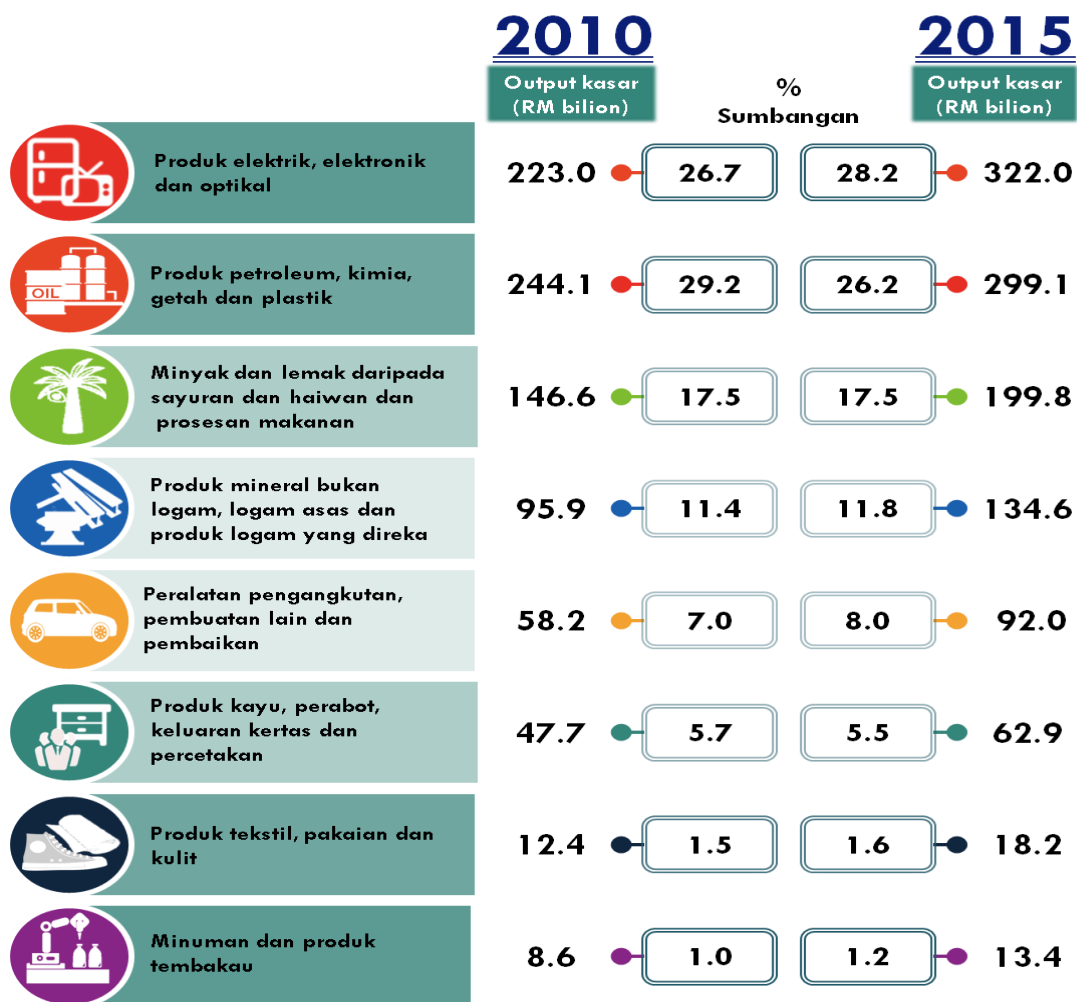 2010
2015
Output kasar
(RM bilion)
%
Sumbangan
Output kasar
(RM bilion)
Produk elektrik, elektronik
dan optikal
223.0 26.7 28.2 322.0
OIL
Produk petroleum, kimia,
getah dan plastik
244.1 29.2 26.2 299.1
Minyak dan lemak daripada
sayuran dan haiwan dan
prosesan makanan
146.6 17.5 17.5 199.8
Produk mineral bukan
logam, logam asas dan
produk logam yang direka
95.9 11.4 11.8 134.6
Peralatan pengangkutan,
pembuatan lain dan
pembaikan
58.2 7.0 8.0 92.0
Produk kayu, perabot,
keluaran kertas dan
percetakan
47.7 5.7 5.5 62.9
Produk tekstil, pakaian dan
kulit
12.4 1.5 1.6 18.2
Minuman dan produk
tembakau
8.6 1.0 1.2 13.4